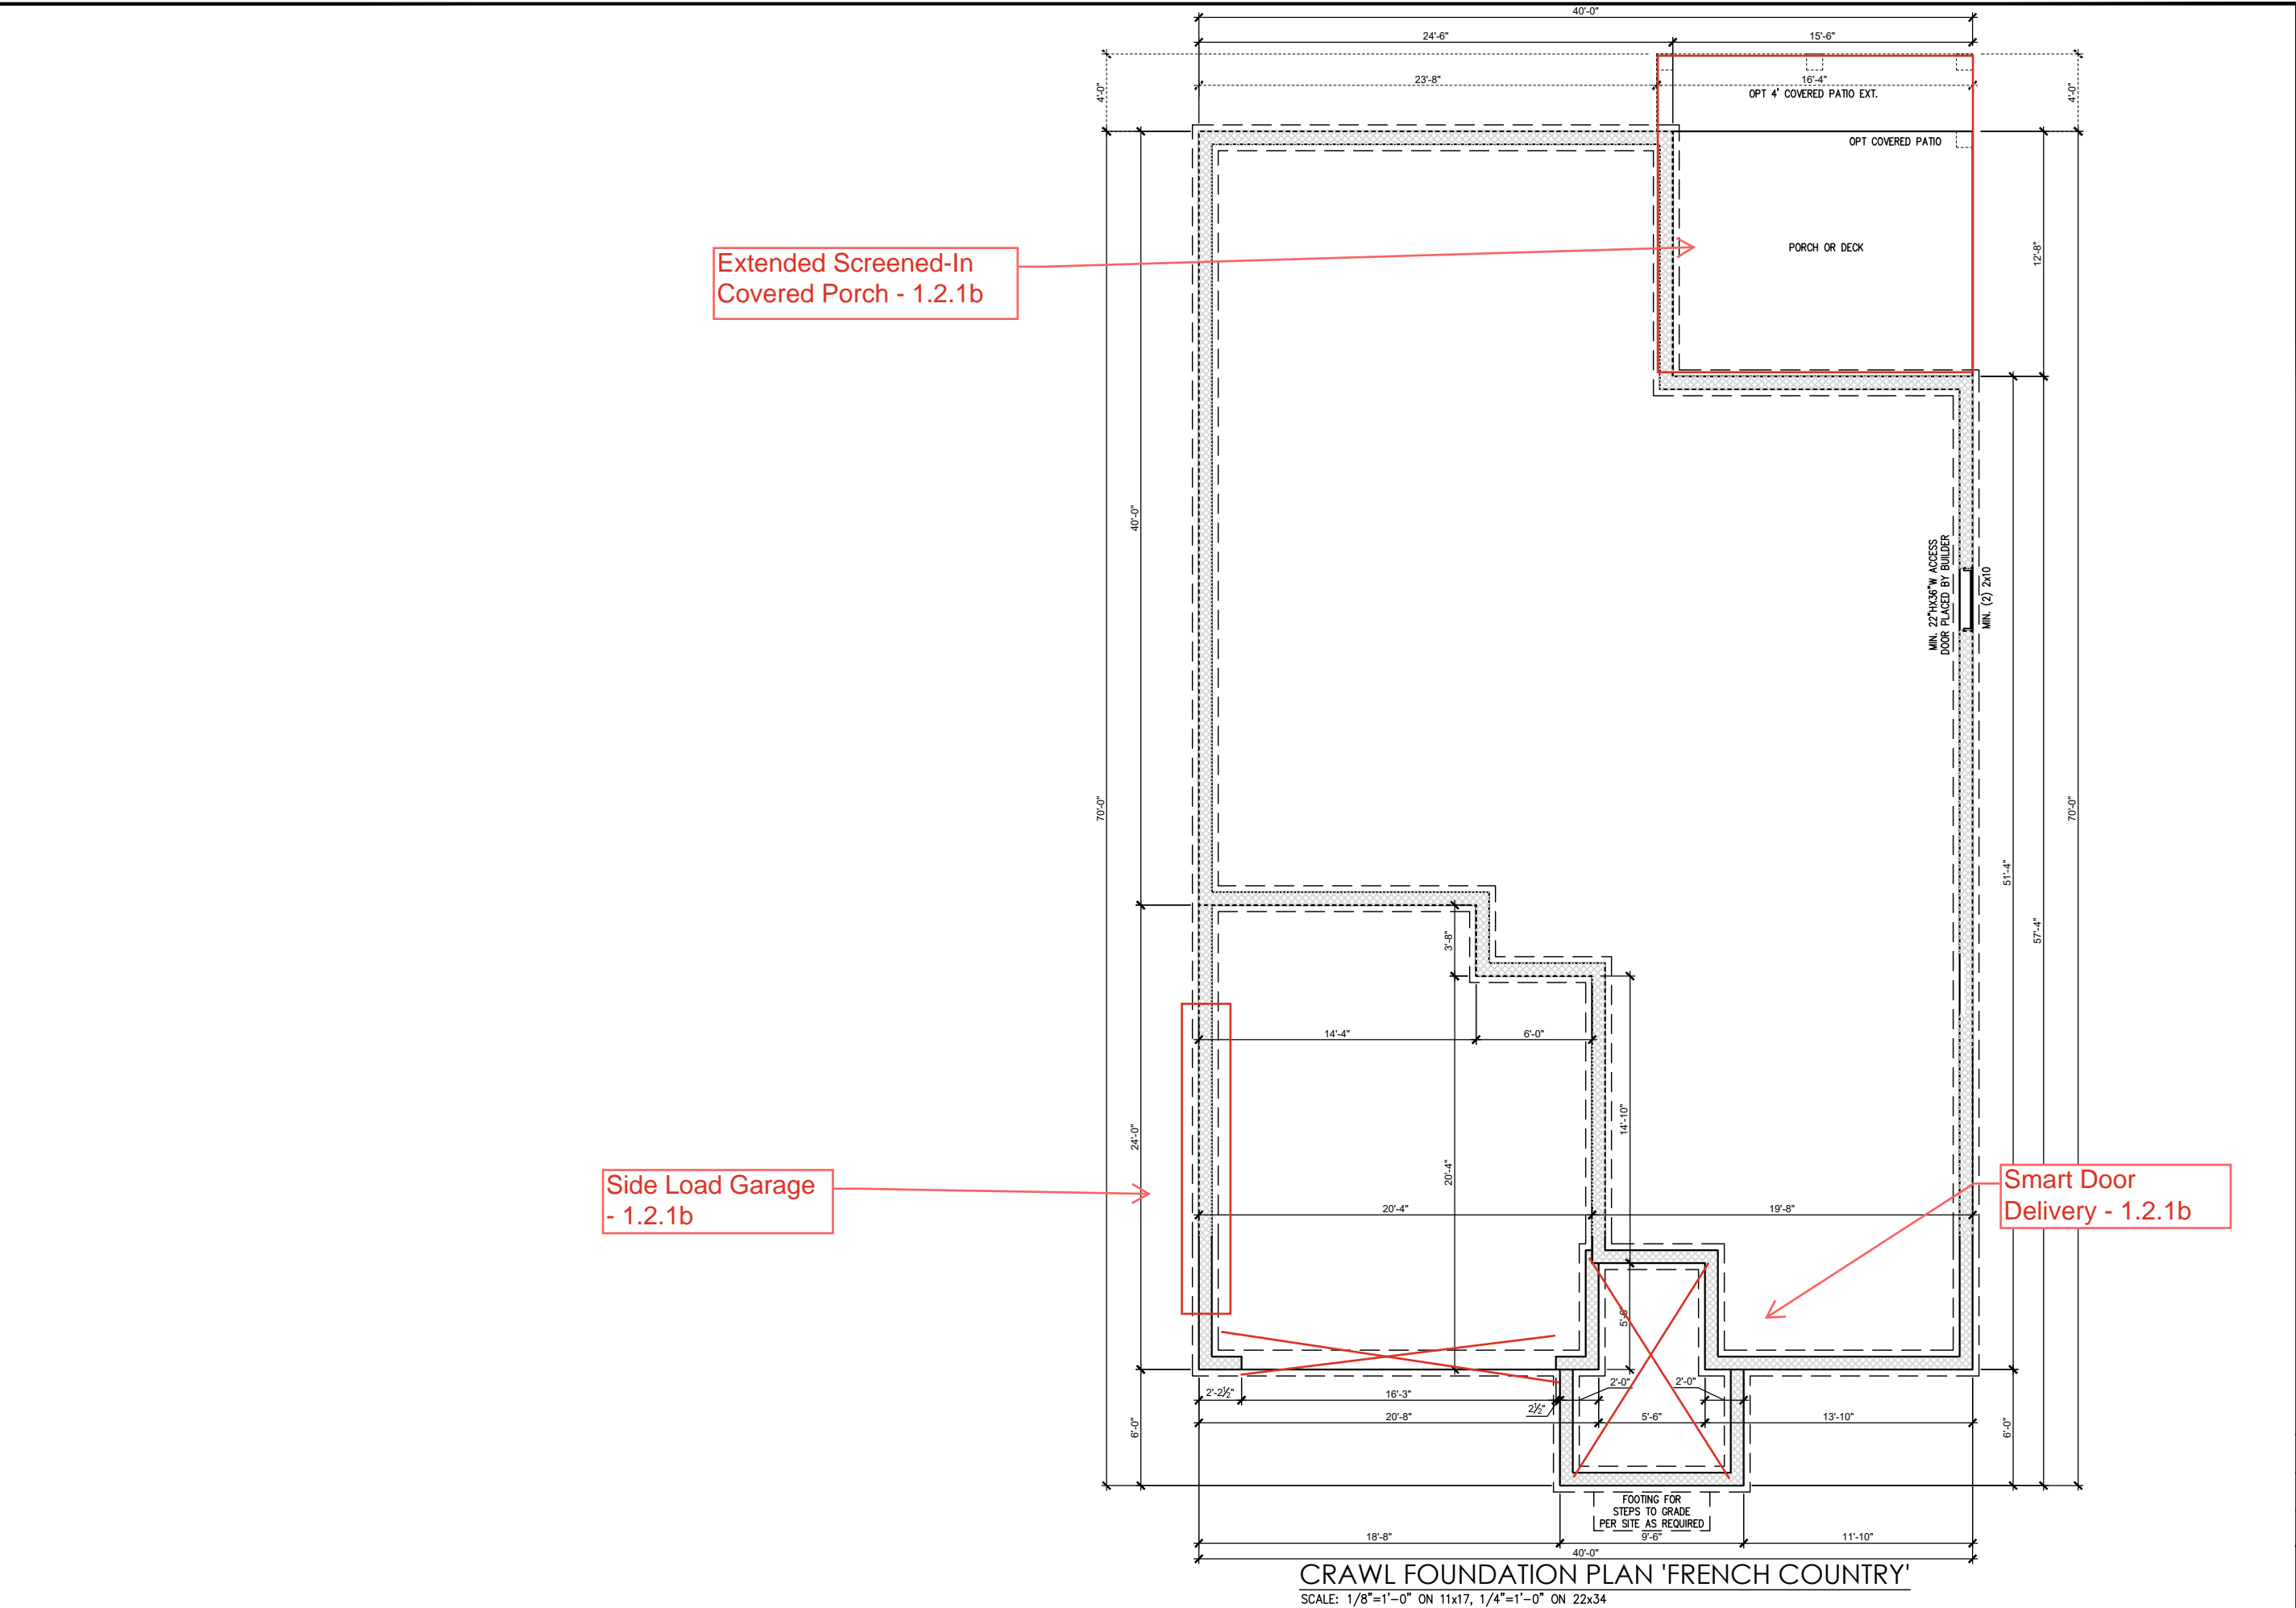 40'-0"
24'-6"
15'-6"
23'-8"
16'-4"
4'-0"
4'-0"
OPT 4' COVERED PATIO EXT.
OPT COVERED PATIO
PORCH OR DECK
12'-8"
Extended Screened-In
Covered Porch - 1.2.1b
40'-0"
MIN. 22"HX36"W ACCESS
DOOR PLACED BY BUILDER
MIN. (2) 2x10
70'-0"
70'-0"
51'-4"
57'-4"
3'-8"
14'-4"
6'-0"
14'-10"
24'-0"
20'-4"
Side Load Garage
- 1.2.1b
Smart Door
Delivery - 1.2.1b
20'-4"
19'-8"
5'-6"
2'-2½"
16'-3"
2½"
2'-0"
2'-0"
20'-8"
5'-6"
13'-10"
6'-0"
6'-0"
FOOTING FOR
STEPS TO GRADE
PER SITE AS REQUIRED
18'-8"
9'-6"
11'-10"
40'-0"
CRAWL FOUNDATION PLAN 'FRENCH COUNTRY'
SCALE: 1/8"=1'-0" ON 11x17, 1/4"=1'-0" ON 22x34